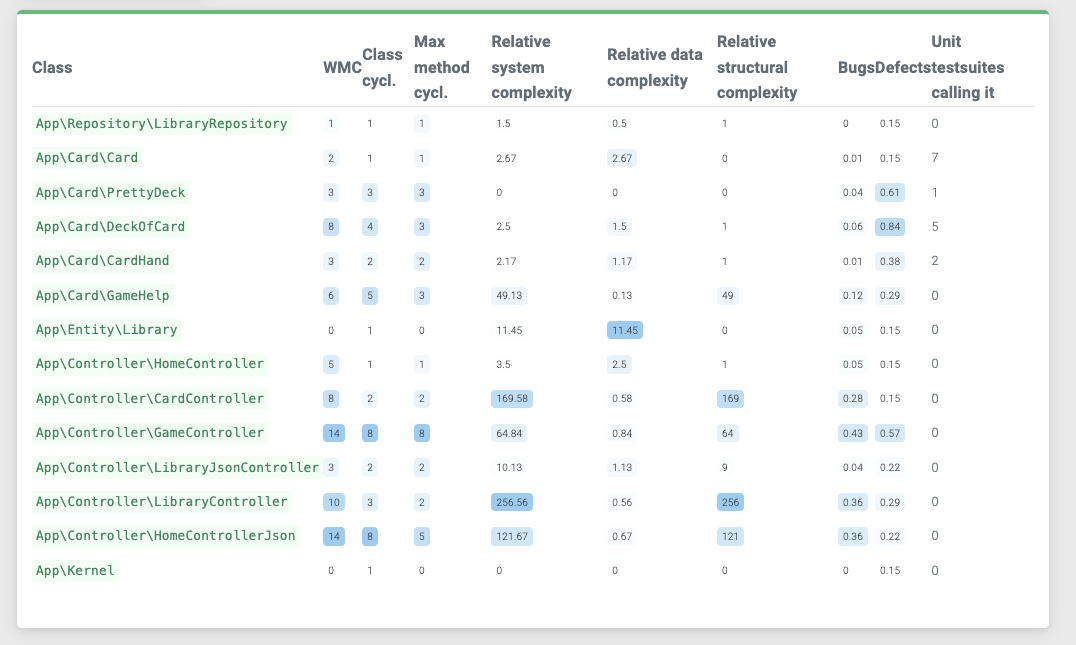 Class WMC Class cycl. Max method cycl. Relative system complexity Relative data complexity Relative structural complexity Bugs Defects Unit testsuites calling it
App\Repository\LibraryRepository 1 1 1 1.5 0.5 1 0 0.15 0
App\Card\Card 2 1 1 2.67 2.67 0 0.01 0.15 7
App\Card\PrettyDeck 3 3 3 0 0 0 0.04 0.61 1
App\Card\DeckOfCard 8 4 3 2.5 1.5 1 0.06 0.84 5
App\Card\CardHand 3 2 2 2.17 1.17 1 0.01 0.38 2
App\Card\GameHelp 6 5 3 49.13 0.13 49 0.12 0.29 0
App\Entity\Library 0 1 0 11.45 11.45 0 0.05 0.15 0
App\Controller\HomeController 5 1 1 3.5 2.5 1 0.05 0.15 0
App\Controller\CardController 8 2 2 169.58 0.58 169 0.28 0.15 0
App\Controller\GameController 14 8 8 64.84 0.84 64 0.43 0.57 0
App\Controller\LibraryJsonController 3 2 2 10.13 1.13 9 0.04 0.22 0
App\Controller\LibraryController 10 3 2 256.56 0.56 256 0.36 0.29 0
App\Controller\HomeControllerJson 14 8 5 121.67 0.67 121 0.36 0.22 0
App\Kernel 0 1 0 0 0 0 0 0.15 0